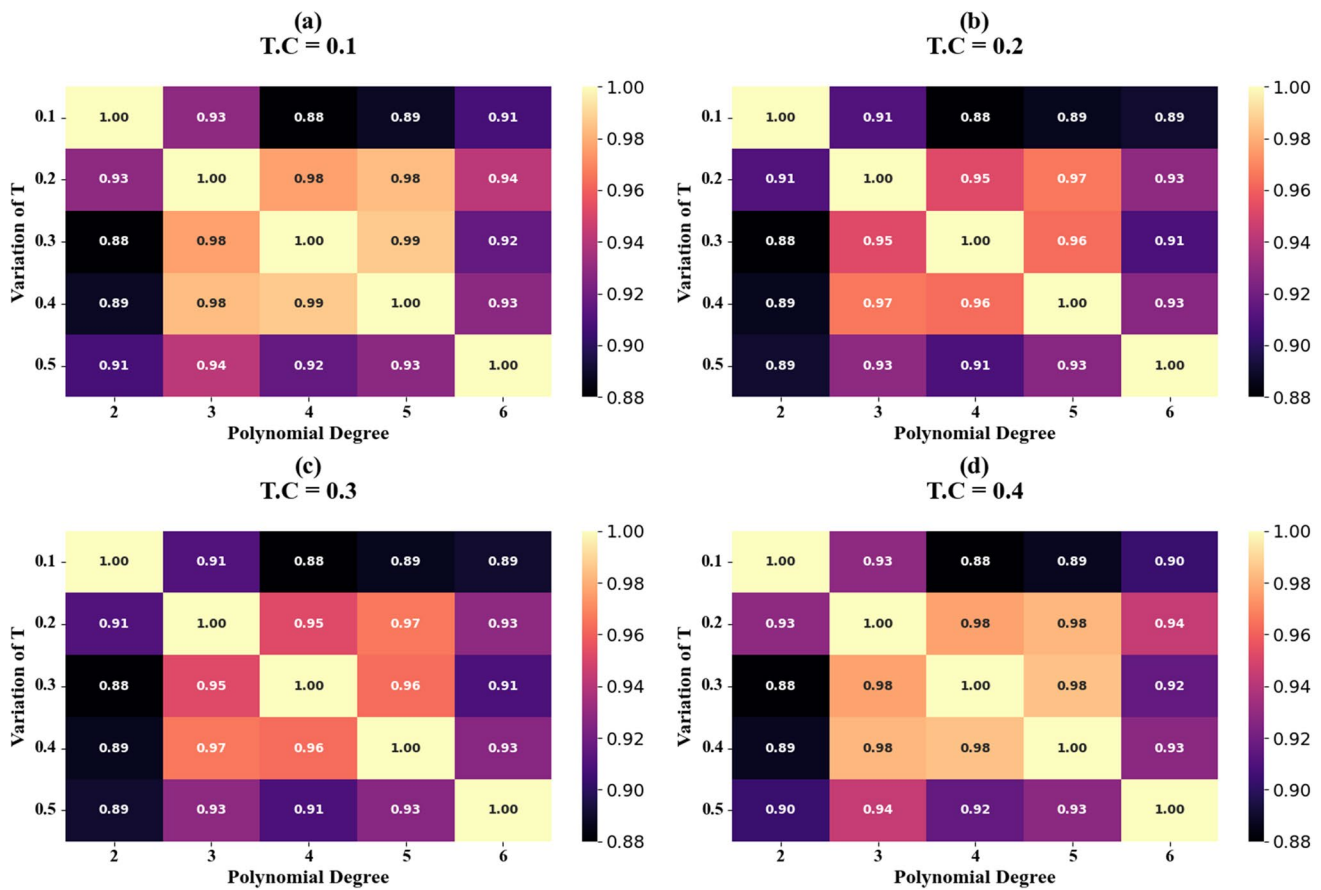 (a)
T.C = 0.1
0.1 1.00 0.93 0.88 0.89 0.91
0.2 0.93 1.00 0.98 0.98 0.94
0.3 0.88 0.98 1.00 0.99 0.92
0.4 0.89 0.98 0.99 1.00 0.93
0.5 0.91 0.94 0.92 0.93 1.00
2 3 4 5 6
Variation of T
Polynomial Degree
1.00
0.98
0.96
0.94
0.92
0.90
0.88
(b)
T.C = 0.2
0.1 1.00 0.91 0.88 0.89 0.89
0.2 0.91 1.00 0.95 0.97 0.93
0.3 0.88 0.95 1.00 0.96 0.91
0.4 0.89 0.97 0.96 1.00 0.93
0.5 0.89 0.93 0.91 0.93 1.00
2 3 4 5 6
Variation of T
Polynomial Degree
1.00
0.98
0.96
0.94
0.92
0.90
0.88
(c)
T.C = 0.3
0.1 1.00 0.91 0.88 0.89 0.89
0.2 0.91 1.00 0.95 0.97 0.93
0.3 0.88 0.95 1.00 0.96 0.91
0.4 0.89 0.97 0.96 1.00 0.93
0.5 0.89 0.93 0.91 0.93 1.00
2 3 4 5 6
Variation of T
Polynomial Degree
1.00
0.98
0.96
0.94
0.92
0.90
0.88
(d)
T.C = 0.4
0.1 1.00 0.93 0.88 0.89 0.90
0.2 0.93 1.00 0.98 0.98 0.94
0.3 0.88 0.98 1.00 0.98 0.92
0.4 0.89 0.98 0.98 1.00 0.93
0.5 0.90 0.94 0.92 0.93 1.00
2 3 4 5 6
Variation of T
Polynomial Degree
1.00
0.98
0.96
0.94
0.92
0.90
0.88